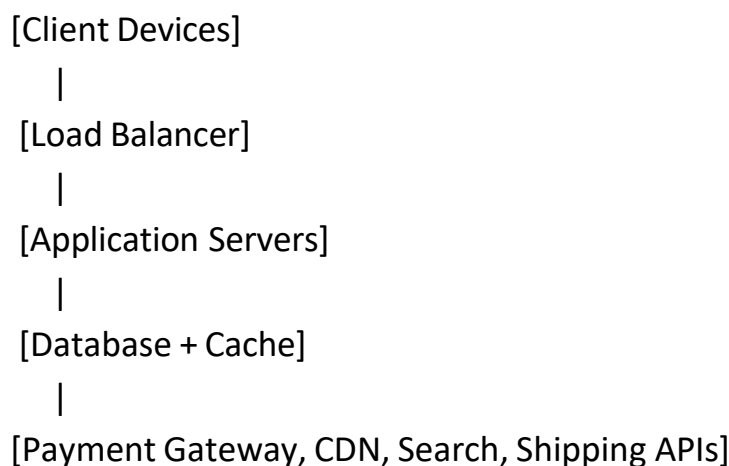 [Client Devices]
|
[Load Balancer]
|
[Application Servers]
|
[Database + Cache]
|
[Payment Gateway, CDN, Search, Shipping APIs]